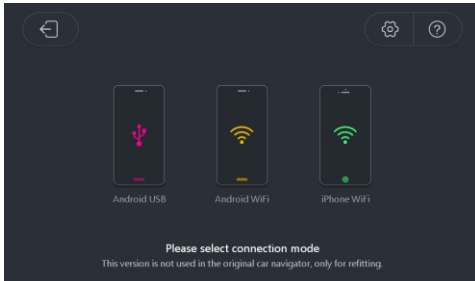 Android USB
Android WiFi
iPhone WiFi
Please select connection mode
This version is not used in the original car navigator, only for refitting.